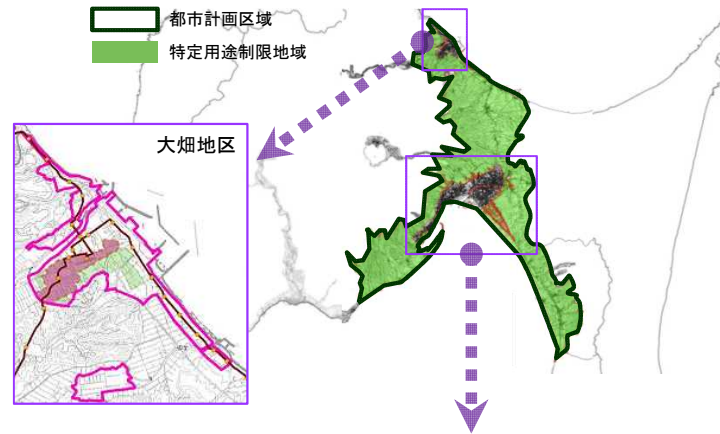 都市計画区域
特定用途制限地域
大畑地区